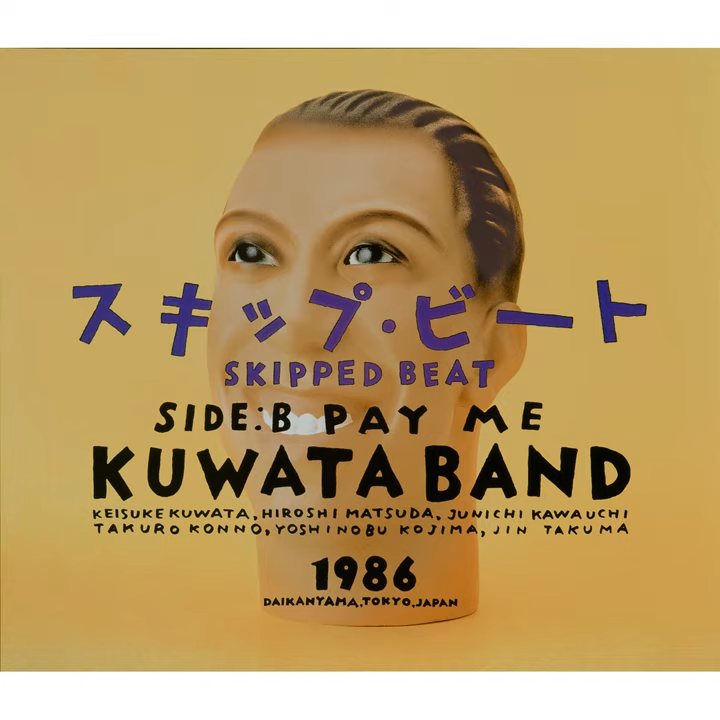 スキップ・ビート
SKIPPED BEAT
SIDE:B PAY ME
KUWATA BAND
KEISUKE KUWATA, HIROSHI MATSUDA, JUNICHI KAWAUCHI
TAKURO KONNO, YOSHINOBU KOJIMA, JIN TAKUMA
1986
DAIKANYAMA, TOKYO, JAPAN